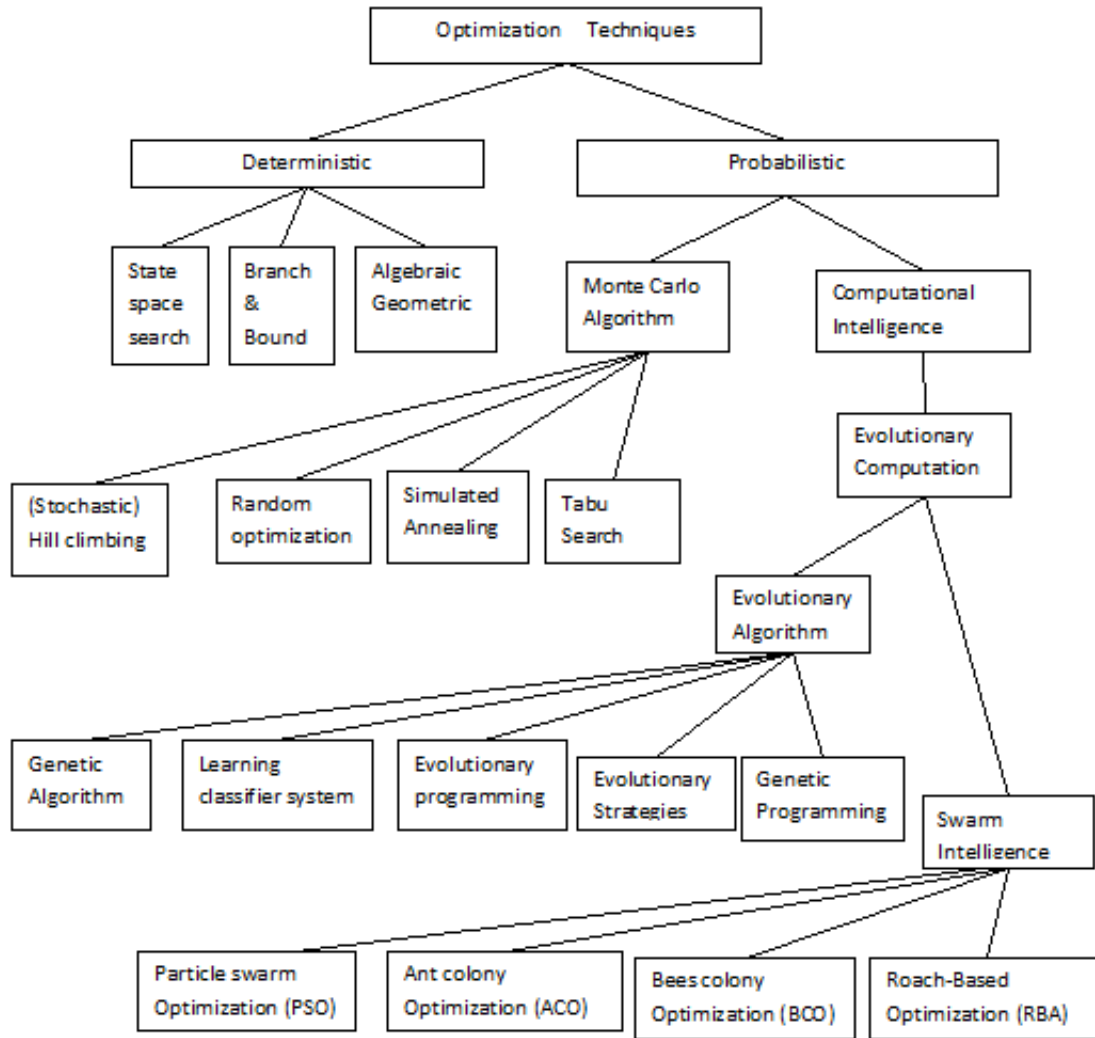 Optimization Techniques
Deterministic
Probabilistic
State
space
search
Branch
&
Bound
Algebraic
Geometric
Monte Carlo
Algorithm
Computational
Intelligence
Evolutionary
Computation
(Stochastic)
Hill climbing
Random
optimization
Simulated
Annealing
Tabu
Search
Evolutionary
Algorithm
Genetic
Algorithm
Learning
classifier system
Evolutionary
programming
Evolutionary
Strategies
Genetic
Programming
Swarm
Intelligence
Particle swarm
Optimization (PSO)
Ant colony
Optimization (ACO)
Bees colony
Optimization (BCO)
Roach-Based
Optimization (RBA)